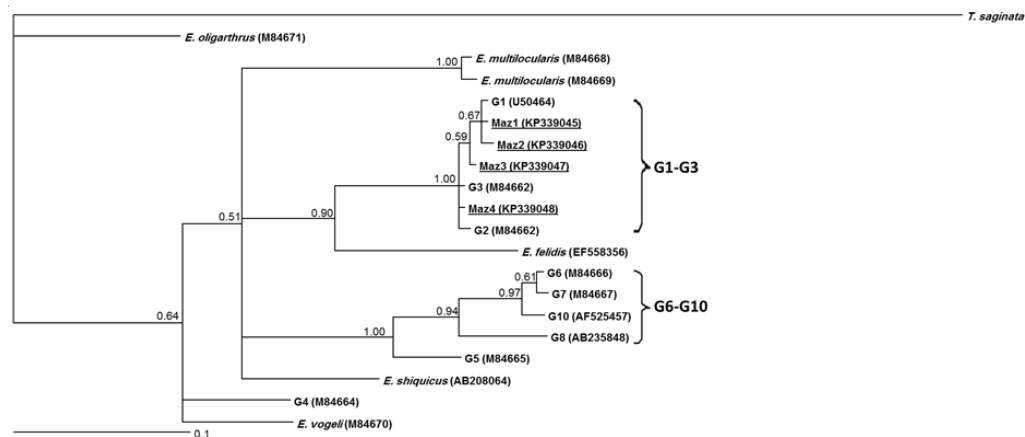 T. saginata
E. oligarthrus (M84671)
E. multilocularis (M84668)
1.00
E. multilocularis (M84669)
G1 (U50464)
0.67
Maz1 (KP339045)
0.59
Maz2 (KP339046)
Maz3 (KP339047)
G1-G3
1.00
G3 (M84662)
Maz4 (KP339048)
0.90
0.51
G2 (M84662)
E. felidis (EF558356)
G6 (M84666)
0.61
G7 (M84667)
0.97
G6-G10
0.94
G10 (AF525457)
0.64
1.00
G8 (AB235848)
G5 (M84665)
E. shiquicus (AB208064)
G4 (M84664)
E. vogeli (M84670)
0.1